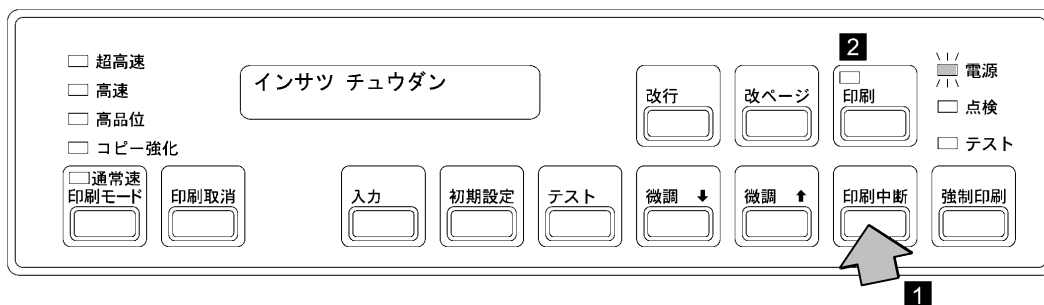 2
超高速
電源
インサツ チュウダン
高速
改行
改ページ
印刷
点検
高品位
コピー強化
テスト
通常速
印刷モード
印刷取消
入力
初期設定
テスト
微調 ⬇
微調 ⬆
印刷中断
強制印刷
1